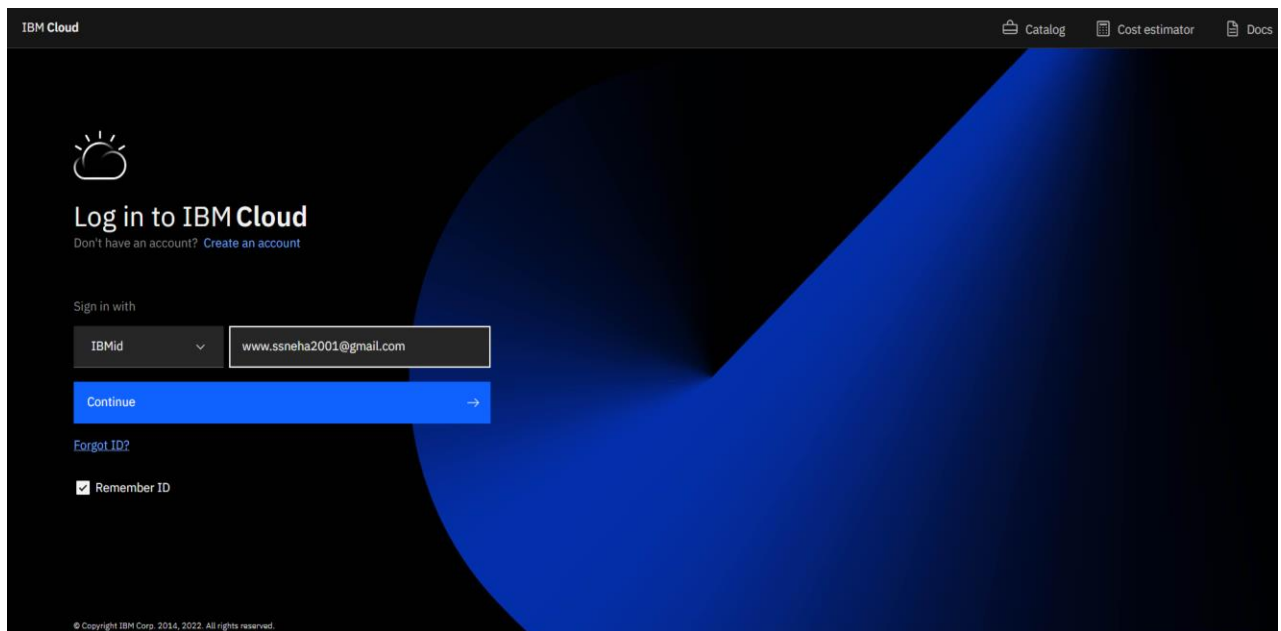 IBM Cloud
Catalog
Cost estimator
Docs
Log in to IBM Cloud
Don't have an account? Create an account
Sign in with
IBMid
www.ssneha2001@gmail.com
Continue
Forgot ID?
Remember ID
© Copyright IBM Corp. 2014, 2022. All rights reserved.